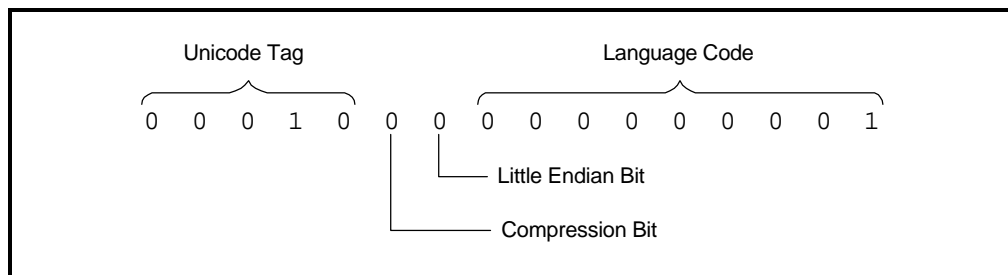 Unicode Tag Language Code
0 0 0 1 0 0 0 0 0 0 0 0 0 0 0 1
Little Endian Bit
Compression Bit